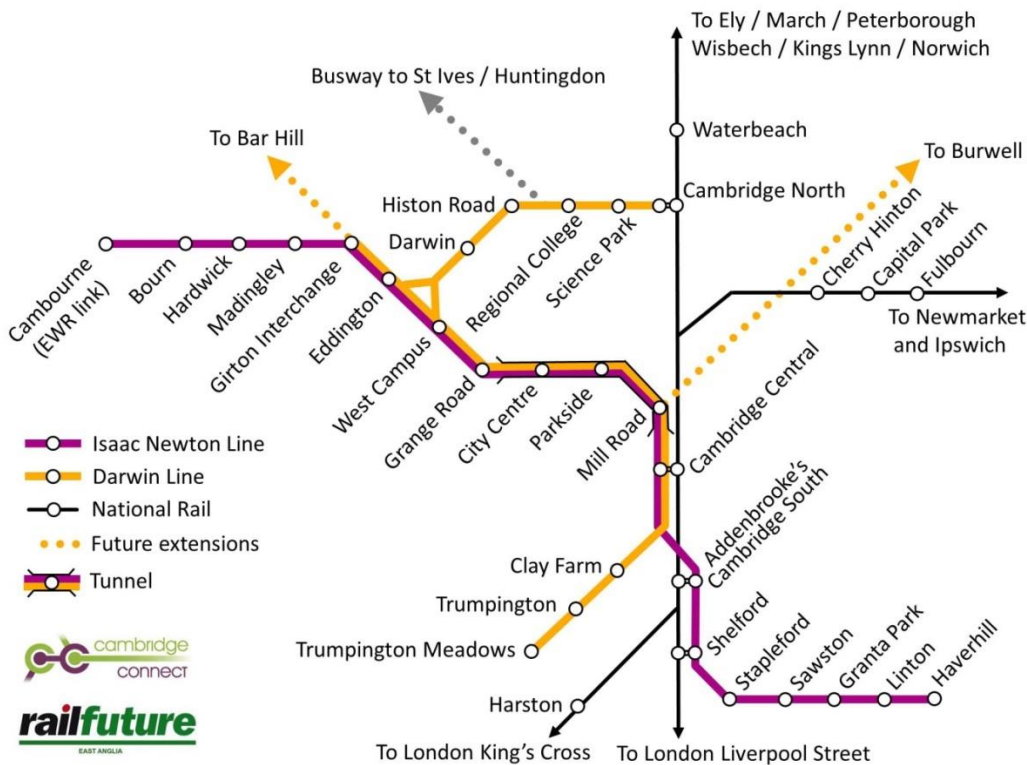 To Ely / March / Peterborough
Wisbech / Kings Lynn / Norwich
Busway to St Ives / Huntingdon
To Bar Hill
Waterbeach
To Burwell
Histon Road
Cambridge North
Darwin
Regional College
Science Park
Cherry Hinton
Capital Park
Fulbourn
To Newmarket
and Ipswich
Cambourne
(EWR link)
Bourn
Hardwick
Madingley
Girton Interchange
Eddington
West Campus
Grange Road
City Centre
Parkside
Mill Road
Cambridge Central
Isaac Newton Line
Darwin Line
National Rail
Future extensions
Tunnel
Addenbrooke's
Cambridge South
Clay Farm
Trumpington
Trumpington Meadows
Shelford
Stapleford
Sawston
Granta Park
Linton
Haverhill
Harston
To London King's Cross
To London Liverpool Street
cambridge
connect
railfuture
EAST ANGLIA